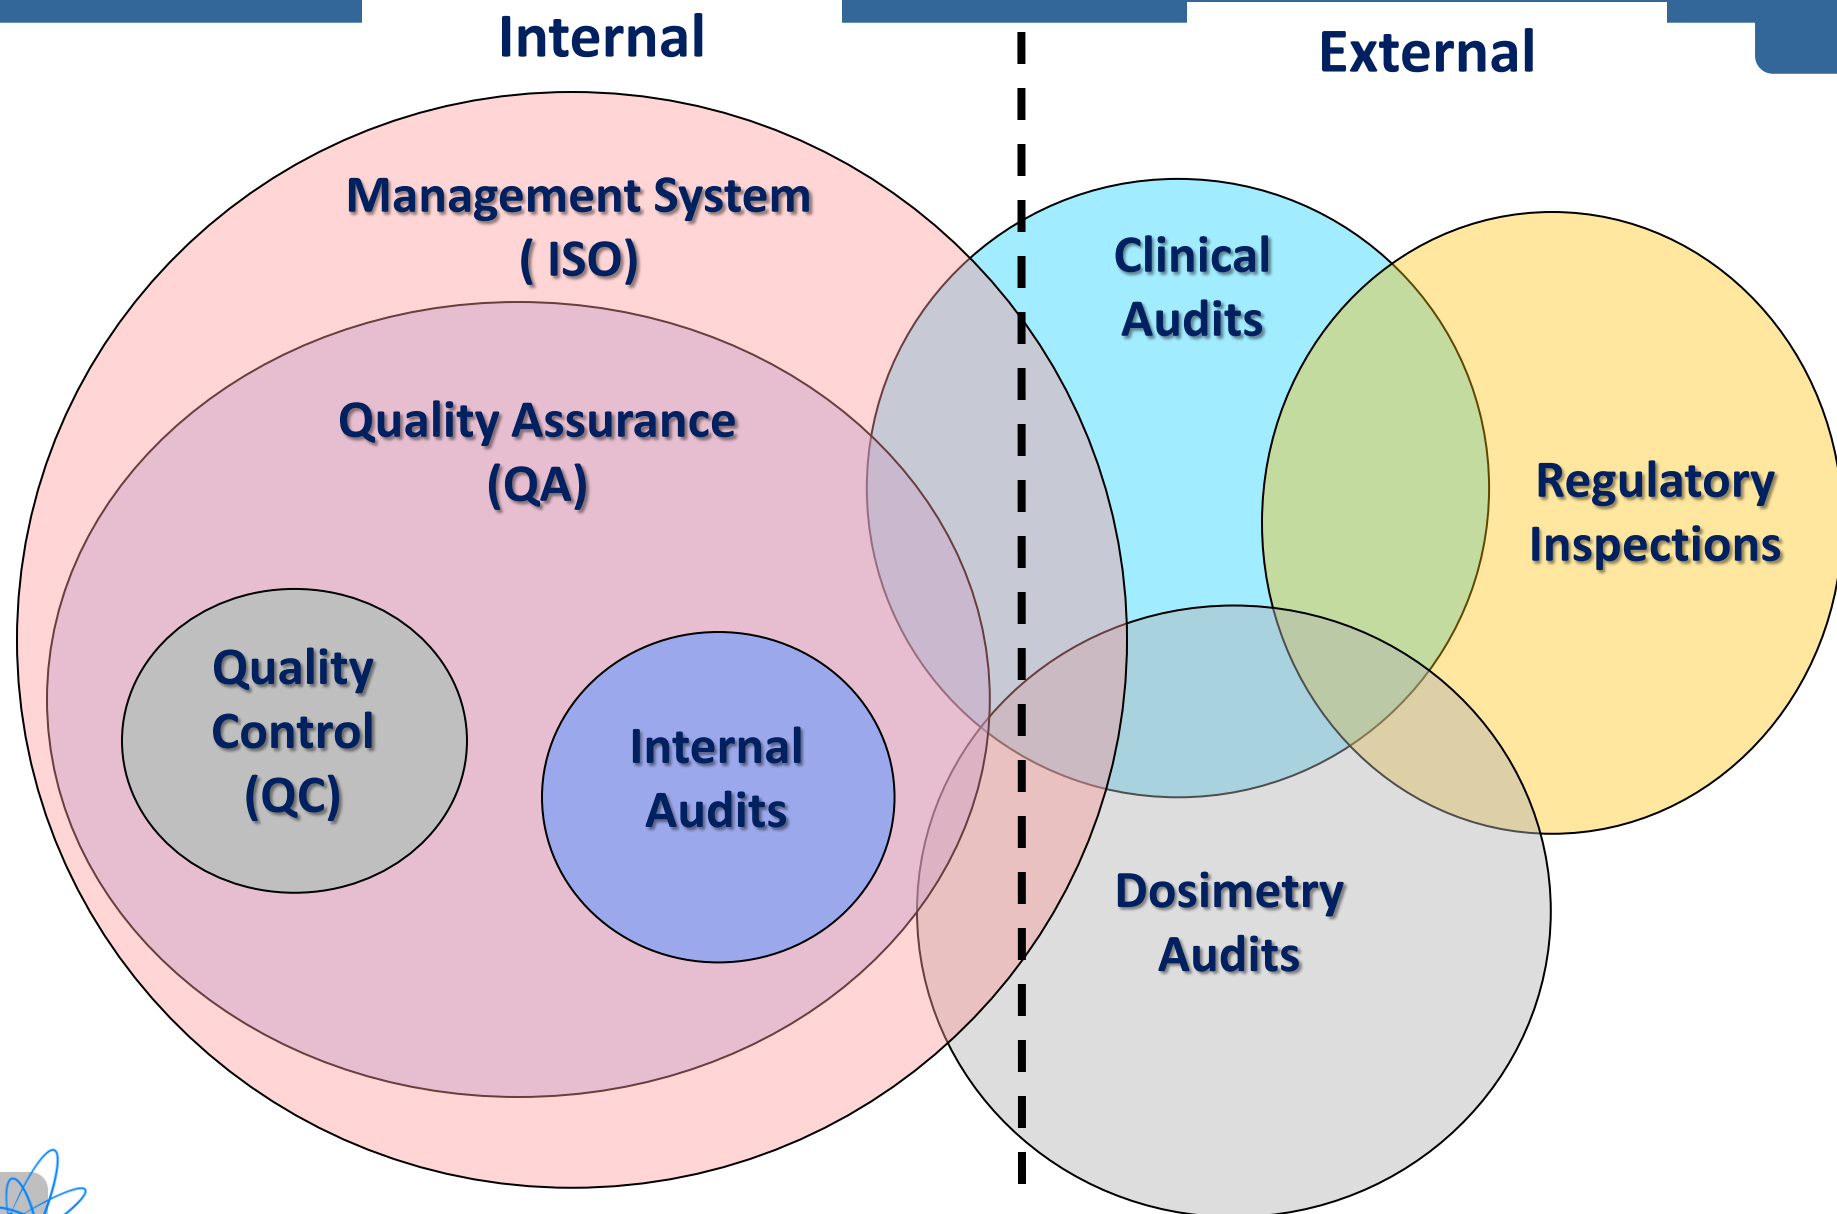 Internal
External
Management System
( ISO)
Clinical
Audits
Quality Assurance
(QA)
Regulatory
Inspections
Quality
Control
(QC)
Internal
Audits
Dosimetry
Audits